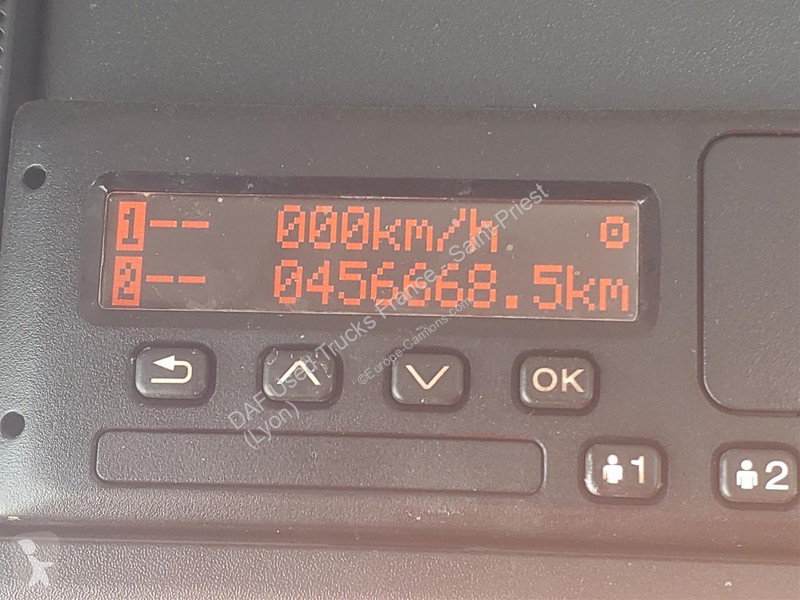 1-- 000km/h
2-- 0456668.5km
OK
1
2
DAF Used Trucks France - Saint-Priest
(Lyon)
©Europe-Camions.com